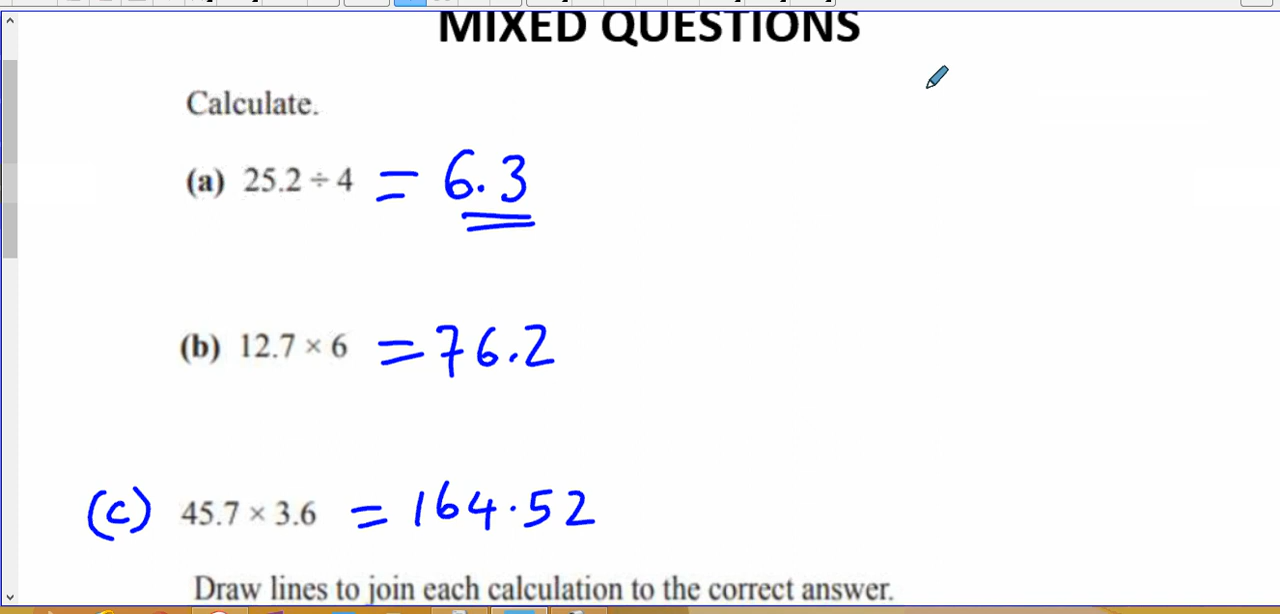 MIXED QUESTIONS
Calculate.
(a) 25.2 ÷ 4 = 6.3
(b) 12.7 × 6 = 76.2
(c) 45.7 × 3.6 = 164.52
Draw lines to join each calculation to the correct answer.